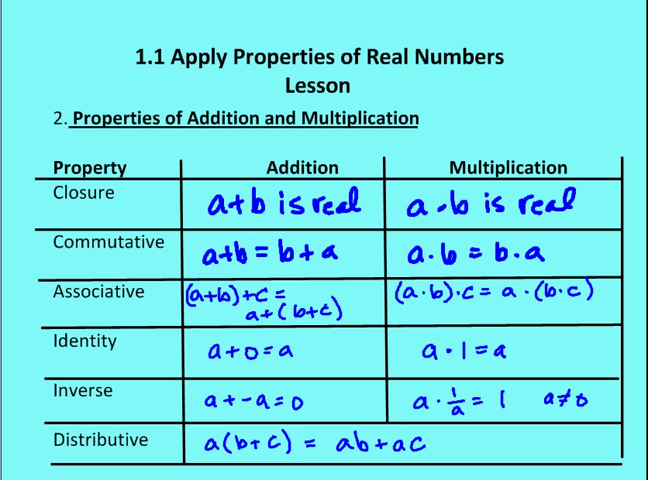 1.1 Apply Properties of Real Numbers
Lesson
2. Properties of Addition and Multiplication
Property Addition Multiplication
Closure a+b is real a·b is real
Commutative a+b = b+a a·b = b·a
Associative (a+b)+c = (a·b)·c = a·(b·c)
a+(b+c)
Identity a+0=a a·1=a
Inverse a+-a=0 a·1/a=1 a≠0
Distributive a(b+c) = ab+ac